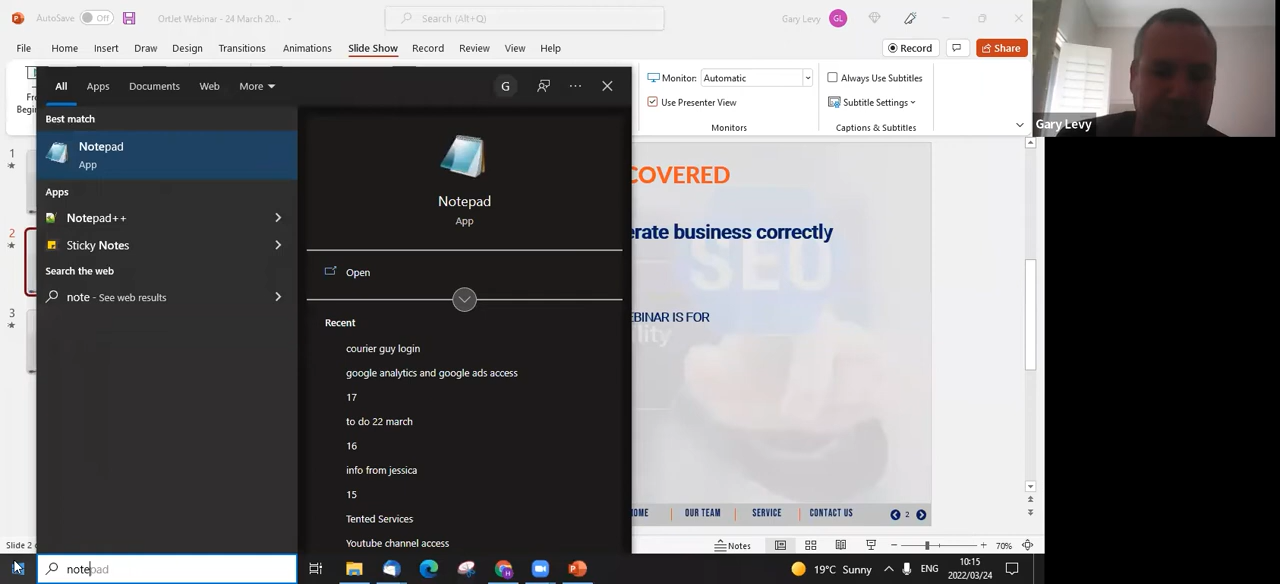 AutoSave Off OrtJet Webinar - 24 March 20...
Search (Alt+Q)
Gary Levy GL
File Home Insert Draw Design Transitions Animations Slide Show Record Review View Help
Record Share
Monitor: Automatic
Use Presenter View
Monitors
Always Use Subtitles
Subtitle Settings
Captions & Subtitles
Gary Levy
All Apps Documents Web More G
Best match
Notepad
App
Apps
Notepad++
Sticky Notes
Search the web
note - See web results
Notepad
App
Open
Recent
courier guy login
google analytics and google ads access
17
to do 22 march
16
info from jessica
15
Tented Services
Youtube channel access
1
2
3
COVERED
erate business correctly
SEO
EBINAR IS FOR
OME OUR TEAM SERVICE CONTACT US 2
Slide 2
Notes
70%
notepad
19°C Sunny
ENG
10:15
2022/03/24